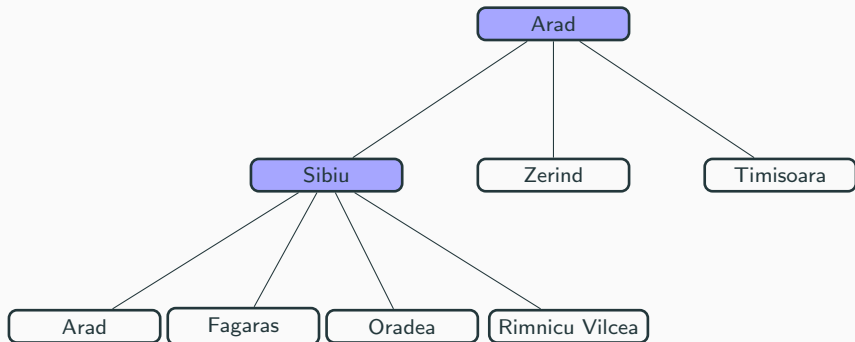 Arad
Sibiu
Zerind
Timisoara
Arad
Fagaras
Oradea
Rimnicu Vilcea